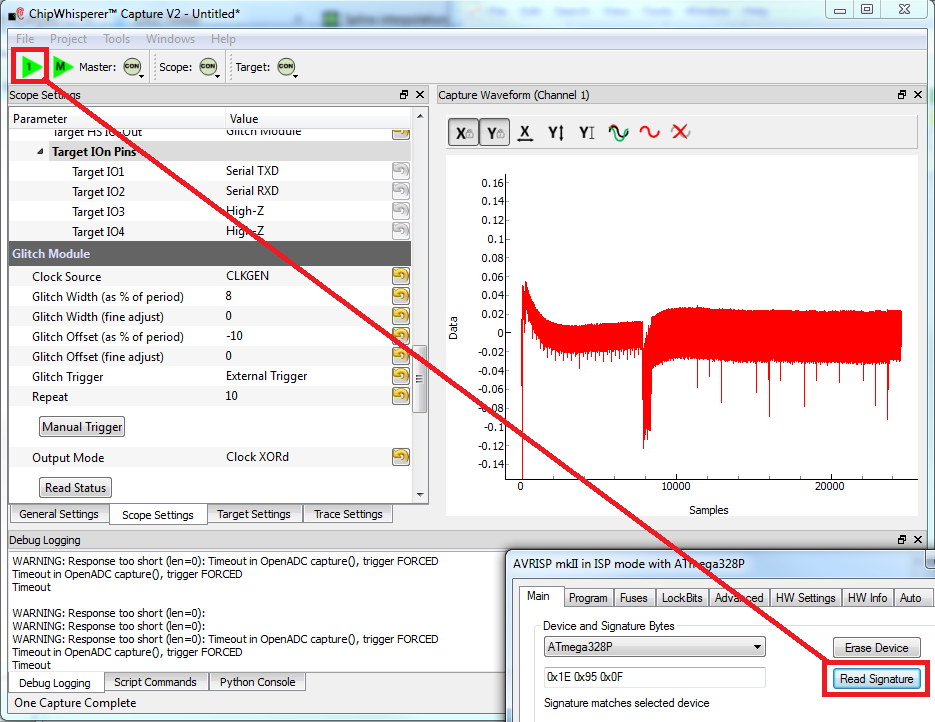 ChipWhisperer™ Capture V2 - Untitled*
File Project Tools Windows Help
1 M Master: CON Scope: CON Target: CON
Scope Settings
Parameter Value
Target HS IO-Out Glitch Module
Target IOn Pins
Target IO1 Serial TXD
Target IO2 Serial RXD
Target IO3 High-Z
Target IO4 High-Z
Glitch Module
Clock Source CLKGEN
Glitch Width (as % of period) 8
Glitch Width (fine adjust) 0
Glitch Offset (as % of period) -10
Glitch Offset (fine adjust) 0
Glitch Trigger External Trigger
Repeat 10
Manual Trigger
Output Mode Clock XORd
Read Status
General Settings Scope Settings Target Settings Trace Settings
Capture Waveform (Channel 1)
X Y X Y Y
0.16
0.14
0.12
0.1
0.08
0.06
0.04
0.02
0
-0.02
-0.04
-0.06
-0.08
-0.1
-0.12
-0.14
Data
0 10000 20000
Samples
Debug Logging
WARNING: Response too short (len=0): Timeout in OpenADC capture(), trigger FORCED
Timeout in OpenADC capture(), trigger FORCED
Timeout
WARNING: Response too short (len=0):
WARNING: Response too short (len=0):
WARNING: Response too short (len=0): Timeout in OpenADC capture(), trigger FORCED
Timeout in OpenADC capture(), trigger FORCED
Timeout
Debug Logging Script Commands Python Console
One Capture Complete
AVRISP mkII in ISP mode with ATmega328P
Main Program Fuses LockBits Advanced HW Settings HW Info Auto
Device and Signature Bytes
ATmega328P
Erase Device
0x1E 0x95 0x0F
Read Signature
Signature matches selected device